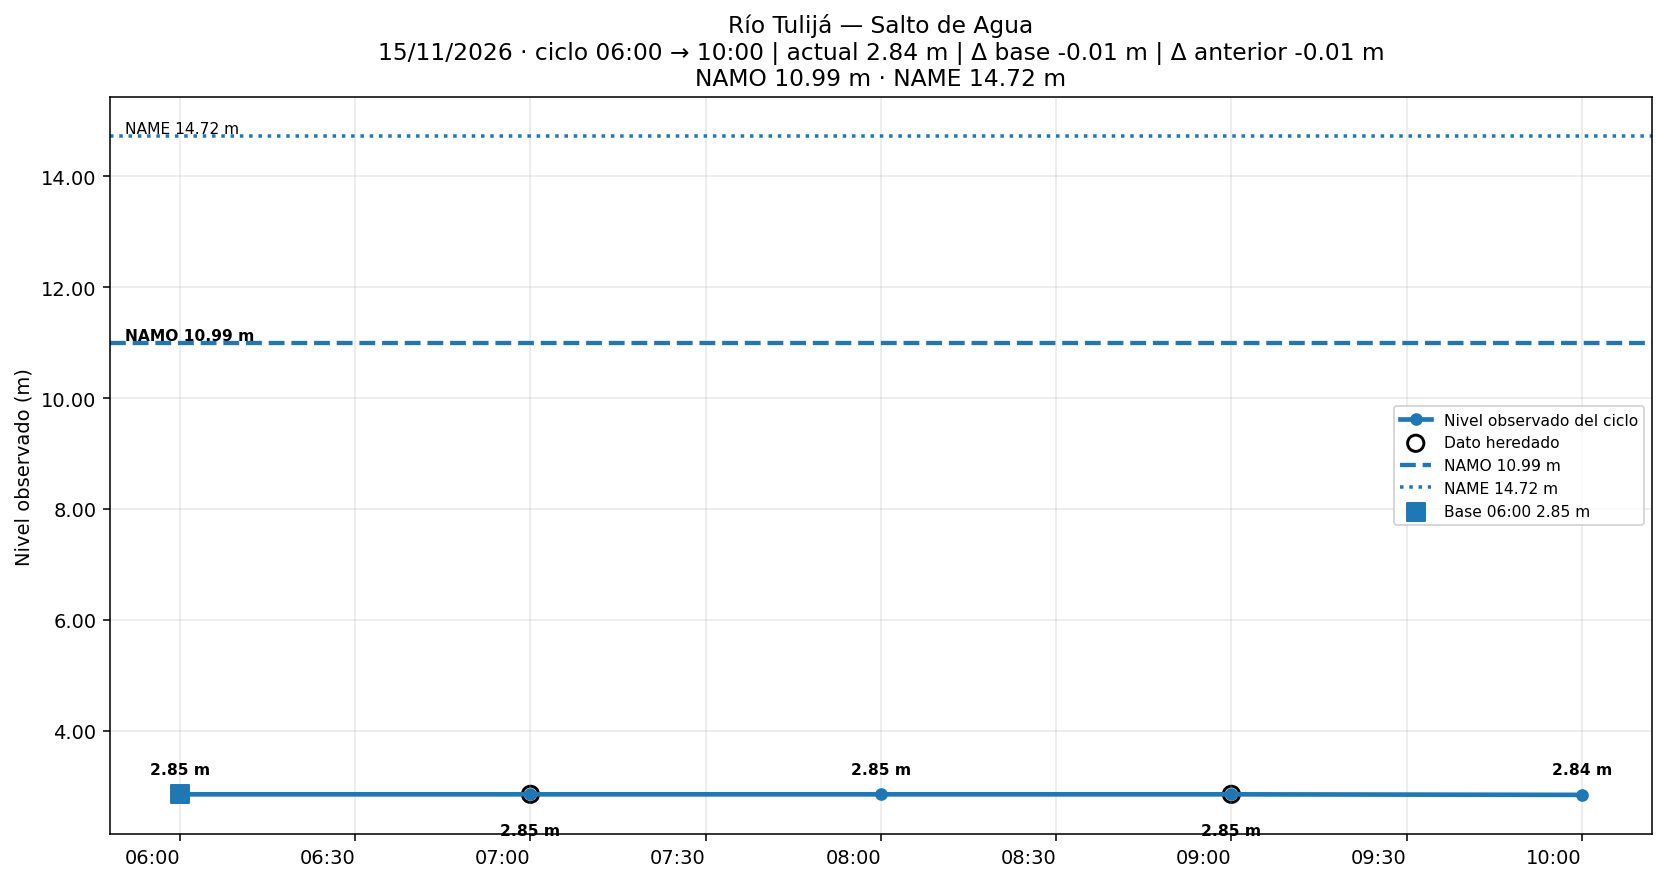 Río Tulijá — Salto de Agua
15/11/2026 · ciclo 06:00 → 10:00 | actual 2.84 m | Δ base -0.01 m | Δ anterior -0.01 m
NAMO 10.99 m · NAME 14.72 m
NAME 14.72 m
14.00
12.00
NAMO 10.99 m
10.00
8.00
6.00
4.00
Nivel observado (m)
Nivel observado del ciclo
Dato heredado
NAMO 10.99 m
NAME 14.72 m
Base 06:00 2.85 m
2.85 m
2.85 m
2.84 m
2.85 m
2.85 m
06:00
06:30
07:00
07:30
08:00
08:30
09:00
09:30
10:00